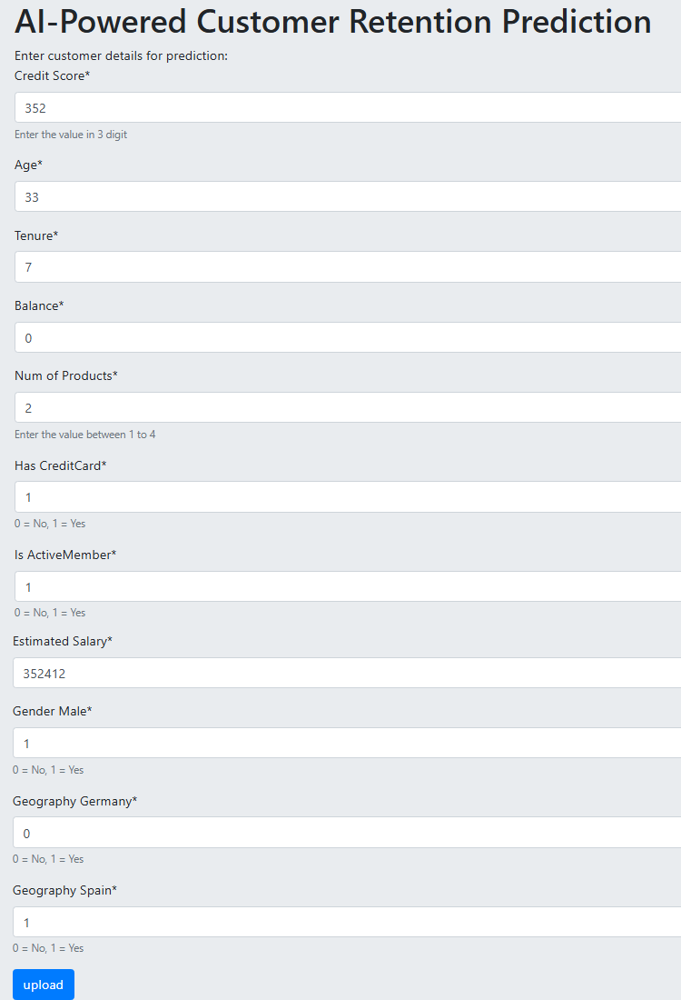 AI-Powered Customer Retention Prediction
Enter customer details for prediction:
Credit Score*
352
Enter the value in 3 digit
Age*
33
Tenure*
7
Balance*
0
Num of Products*
2
Enter the value between 1 to 4
Has CreditCard*
1
0 = No, 1 = Yes
Is ActiveMember*
1
0 = No, 1 = Yes
Estimated Salary*
352412
Gender Male*
1
0 = No, 1 = Yes
Geography Germany*
0
0 = No, 1 = Yes
Geography Spain*
1
0 = No, 1 = Yes
upload